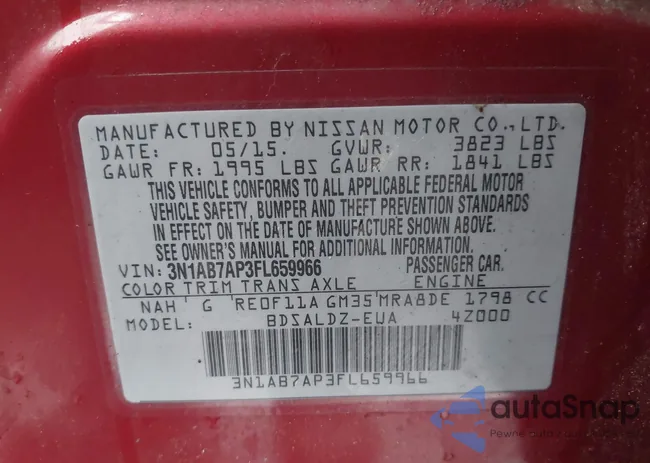 MANUFACTURED BY NISSAN MOTOR CO., LTD.
DATE: 05/15. GVWR: 3823 LBS
GAWR FR: 1995 LBS GAWR RR: 1841 LBS
THIS VEHICLE CONFORMS TO ALL APPLICABLE FEDERAL MOTOR
VEHICLE SAFETY, BUMPER AND THEFT PREVENTION STANDARDS
IN EFFECT ON THE DATE OF MANUFACTURE SHOWN ABOVE.
SEE OWNER'S MANUAL FOR ADDITIONAL INFORMATION.
VIN: 3N1AB7AP3FL659966 PASSENGER CAR.
COLOR TRIM TRANS AXLE ENGINE
NAH G RE0F11A GM35 MRA8DE 1798 CC
MODEL: BDSALDZ-EUA 4Z000
3N1AB7AP3FL659966
autaSnap
Pewne auta z